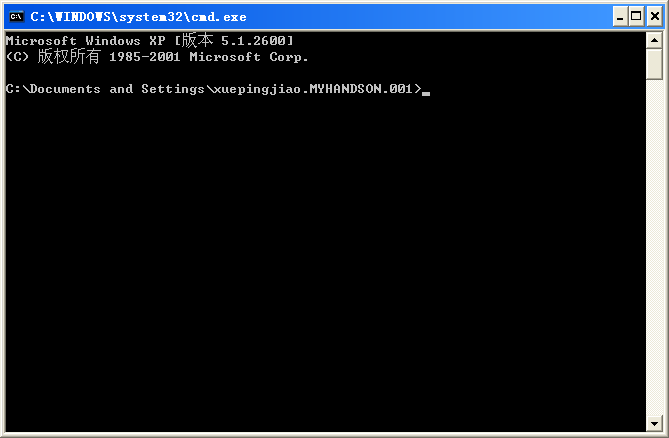 C:\WINDOWS\system32\cmd.exe
Microsoft Windows XP [版本 5.1.2600]
(C) 版权所有 1985-2001 Microsoft Corp.
C:\Documents and Settings\xuepingjiao.MYHANDSON.001>_